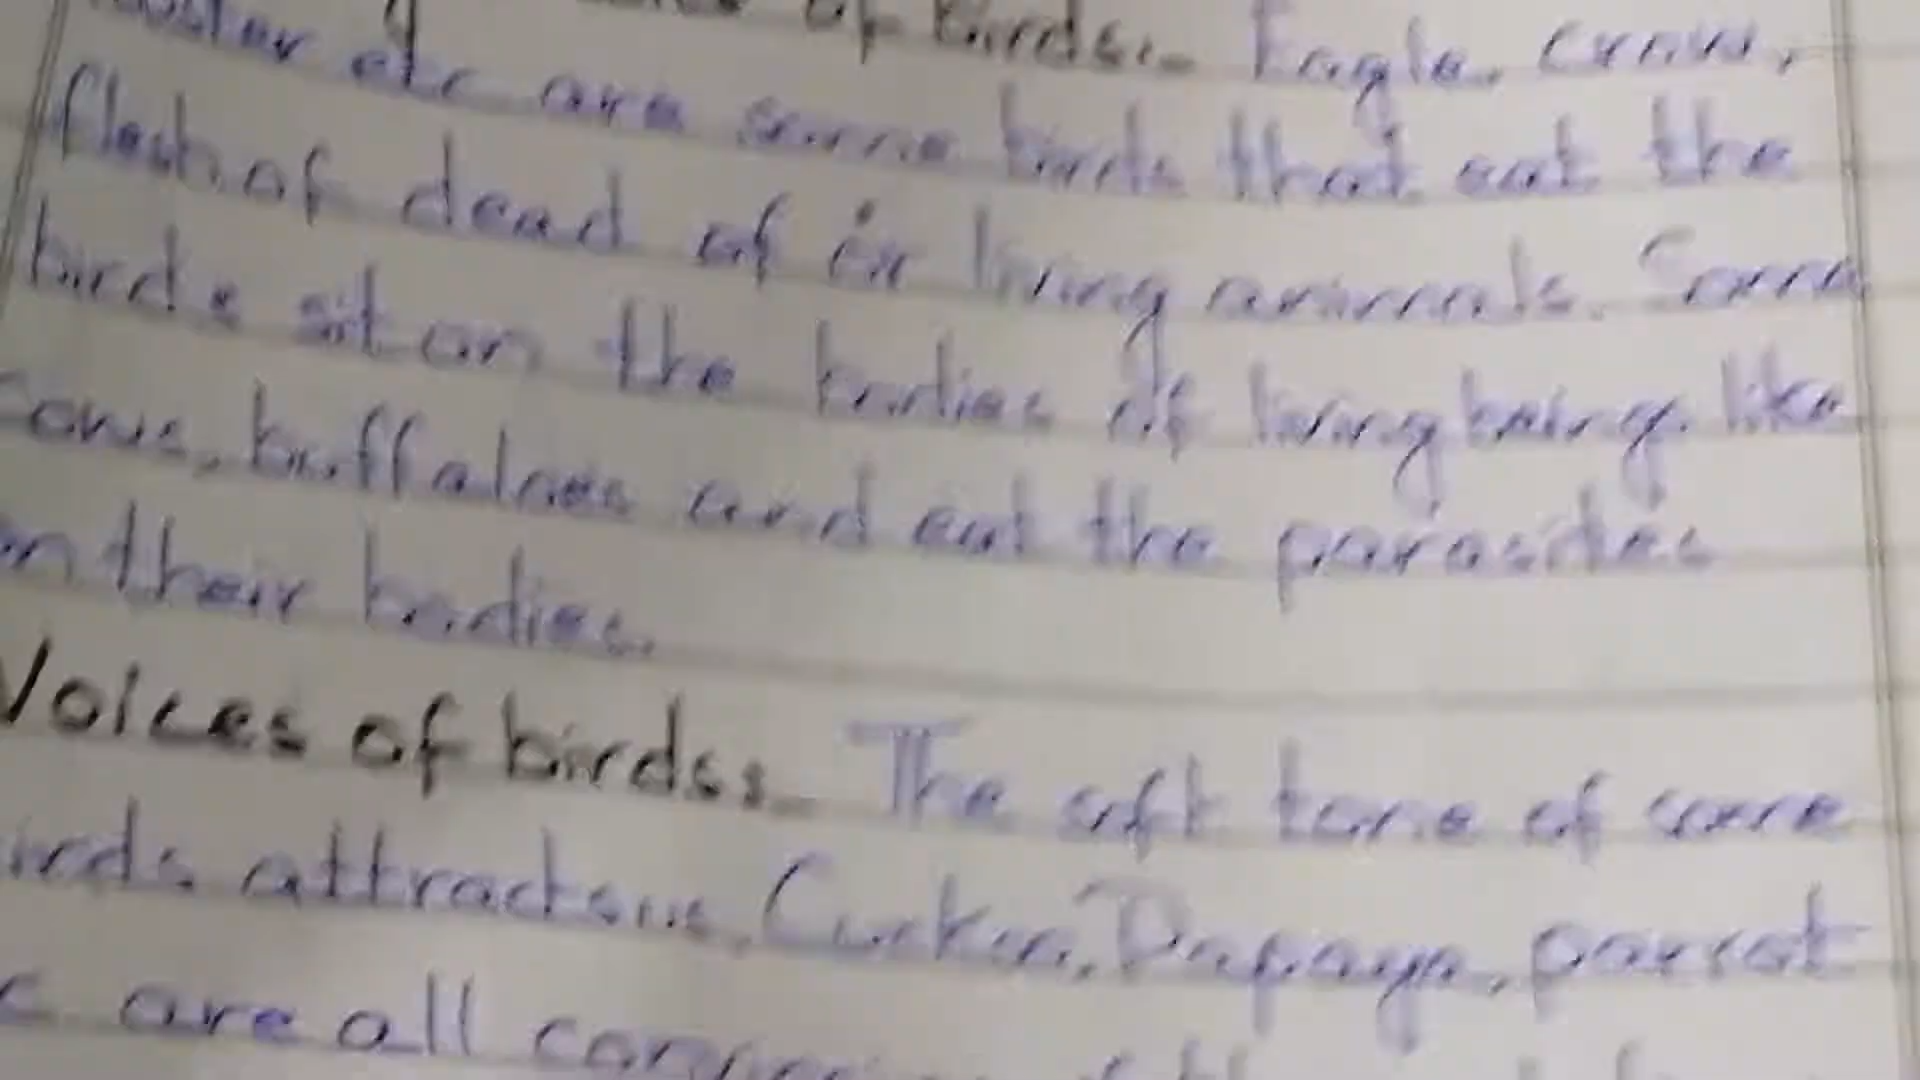 of birds:- Eagle, crow,
etc are some birds that eat the
flesh of dead of or living animals. Some
birds sit on the bodies of living beings like
cows, buffaloes and eat the parasites
on their bodies.
Voices of birds:- The soft tone of some
birds attracts us. Cuckoo, Papaya, parrot
are all